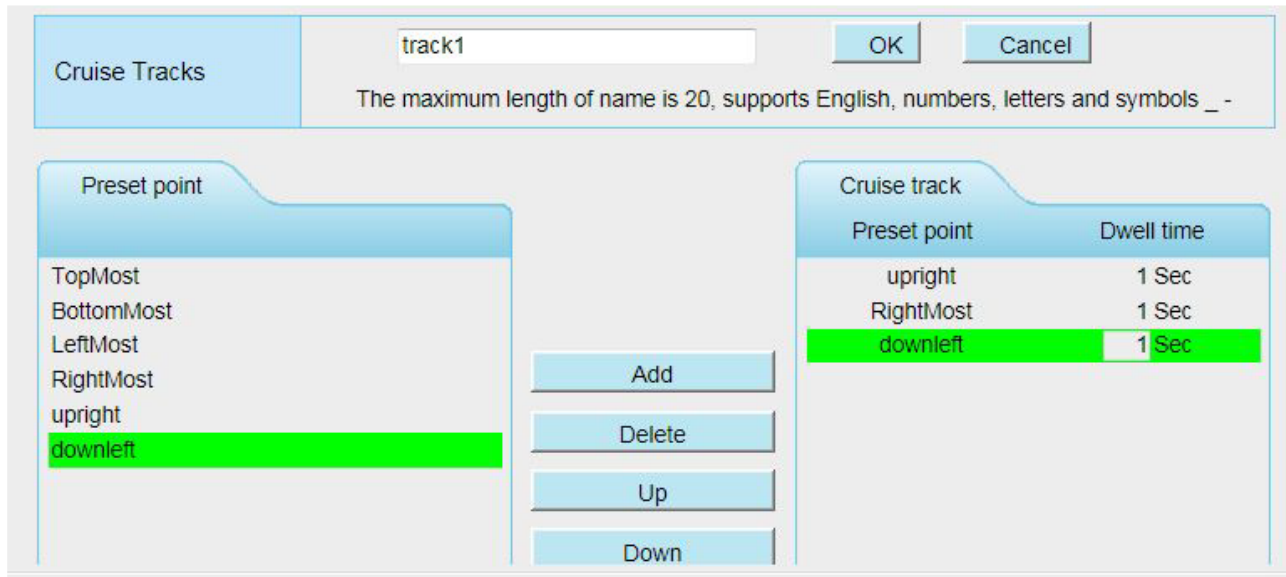 Cruise Tracks
track1
OK
Cancel
The maximum length of name is 20, supports English, numbers, letters and symbols _ -
Preset point
TopMost
BottomMost
LeftMost
RightMost
upright
downleft
Add
Delete
Up
Down
Cruise track
Preset point Dwell time
upright 1 Sec
RightMost 1 Sec
downleft 1 Sec